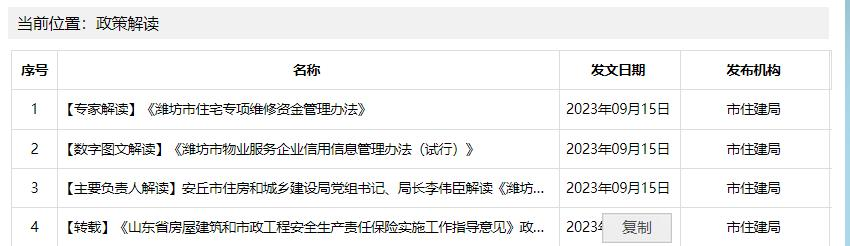 当前位置：政策解读
序号 名称 发文日期 发布机构
1 【专家解读】《潍坊市住宅专项维修资金管理办法》 2023年09月15日 市住建局
2 【数字图文解读】《潍坊市物业服务企业信用信息管理办法（试行）》 2023年09月15日 市住建局
3 【主要负责人解读】安丘市住房和城乡建设局党组书记、局长李伟臣解读《潍坊... 2023年09月15日 市住建局
4 【转载】《山东省房屋建筑和市政工程安全生产责任保险实施工作指导意见》政... 2023 复制 市住建局